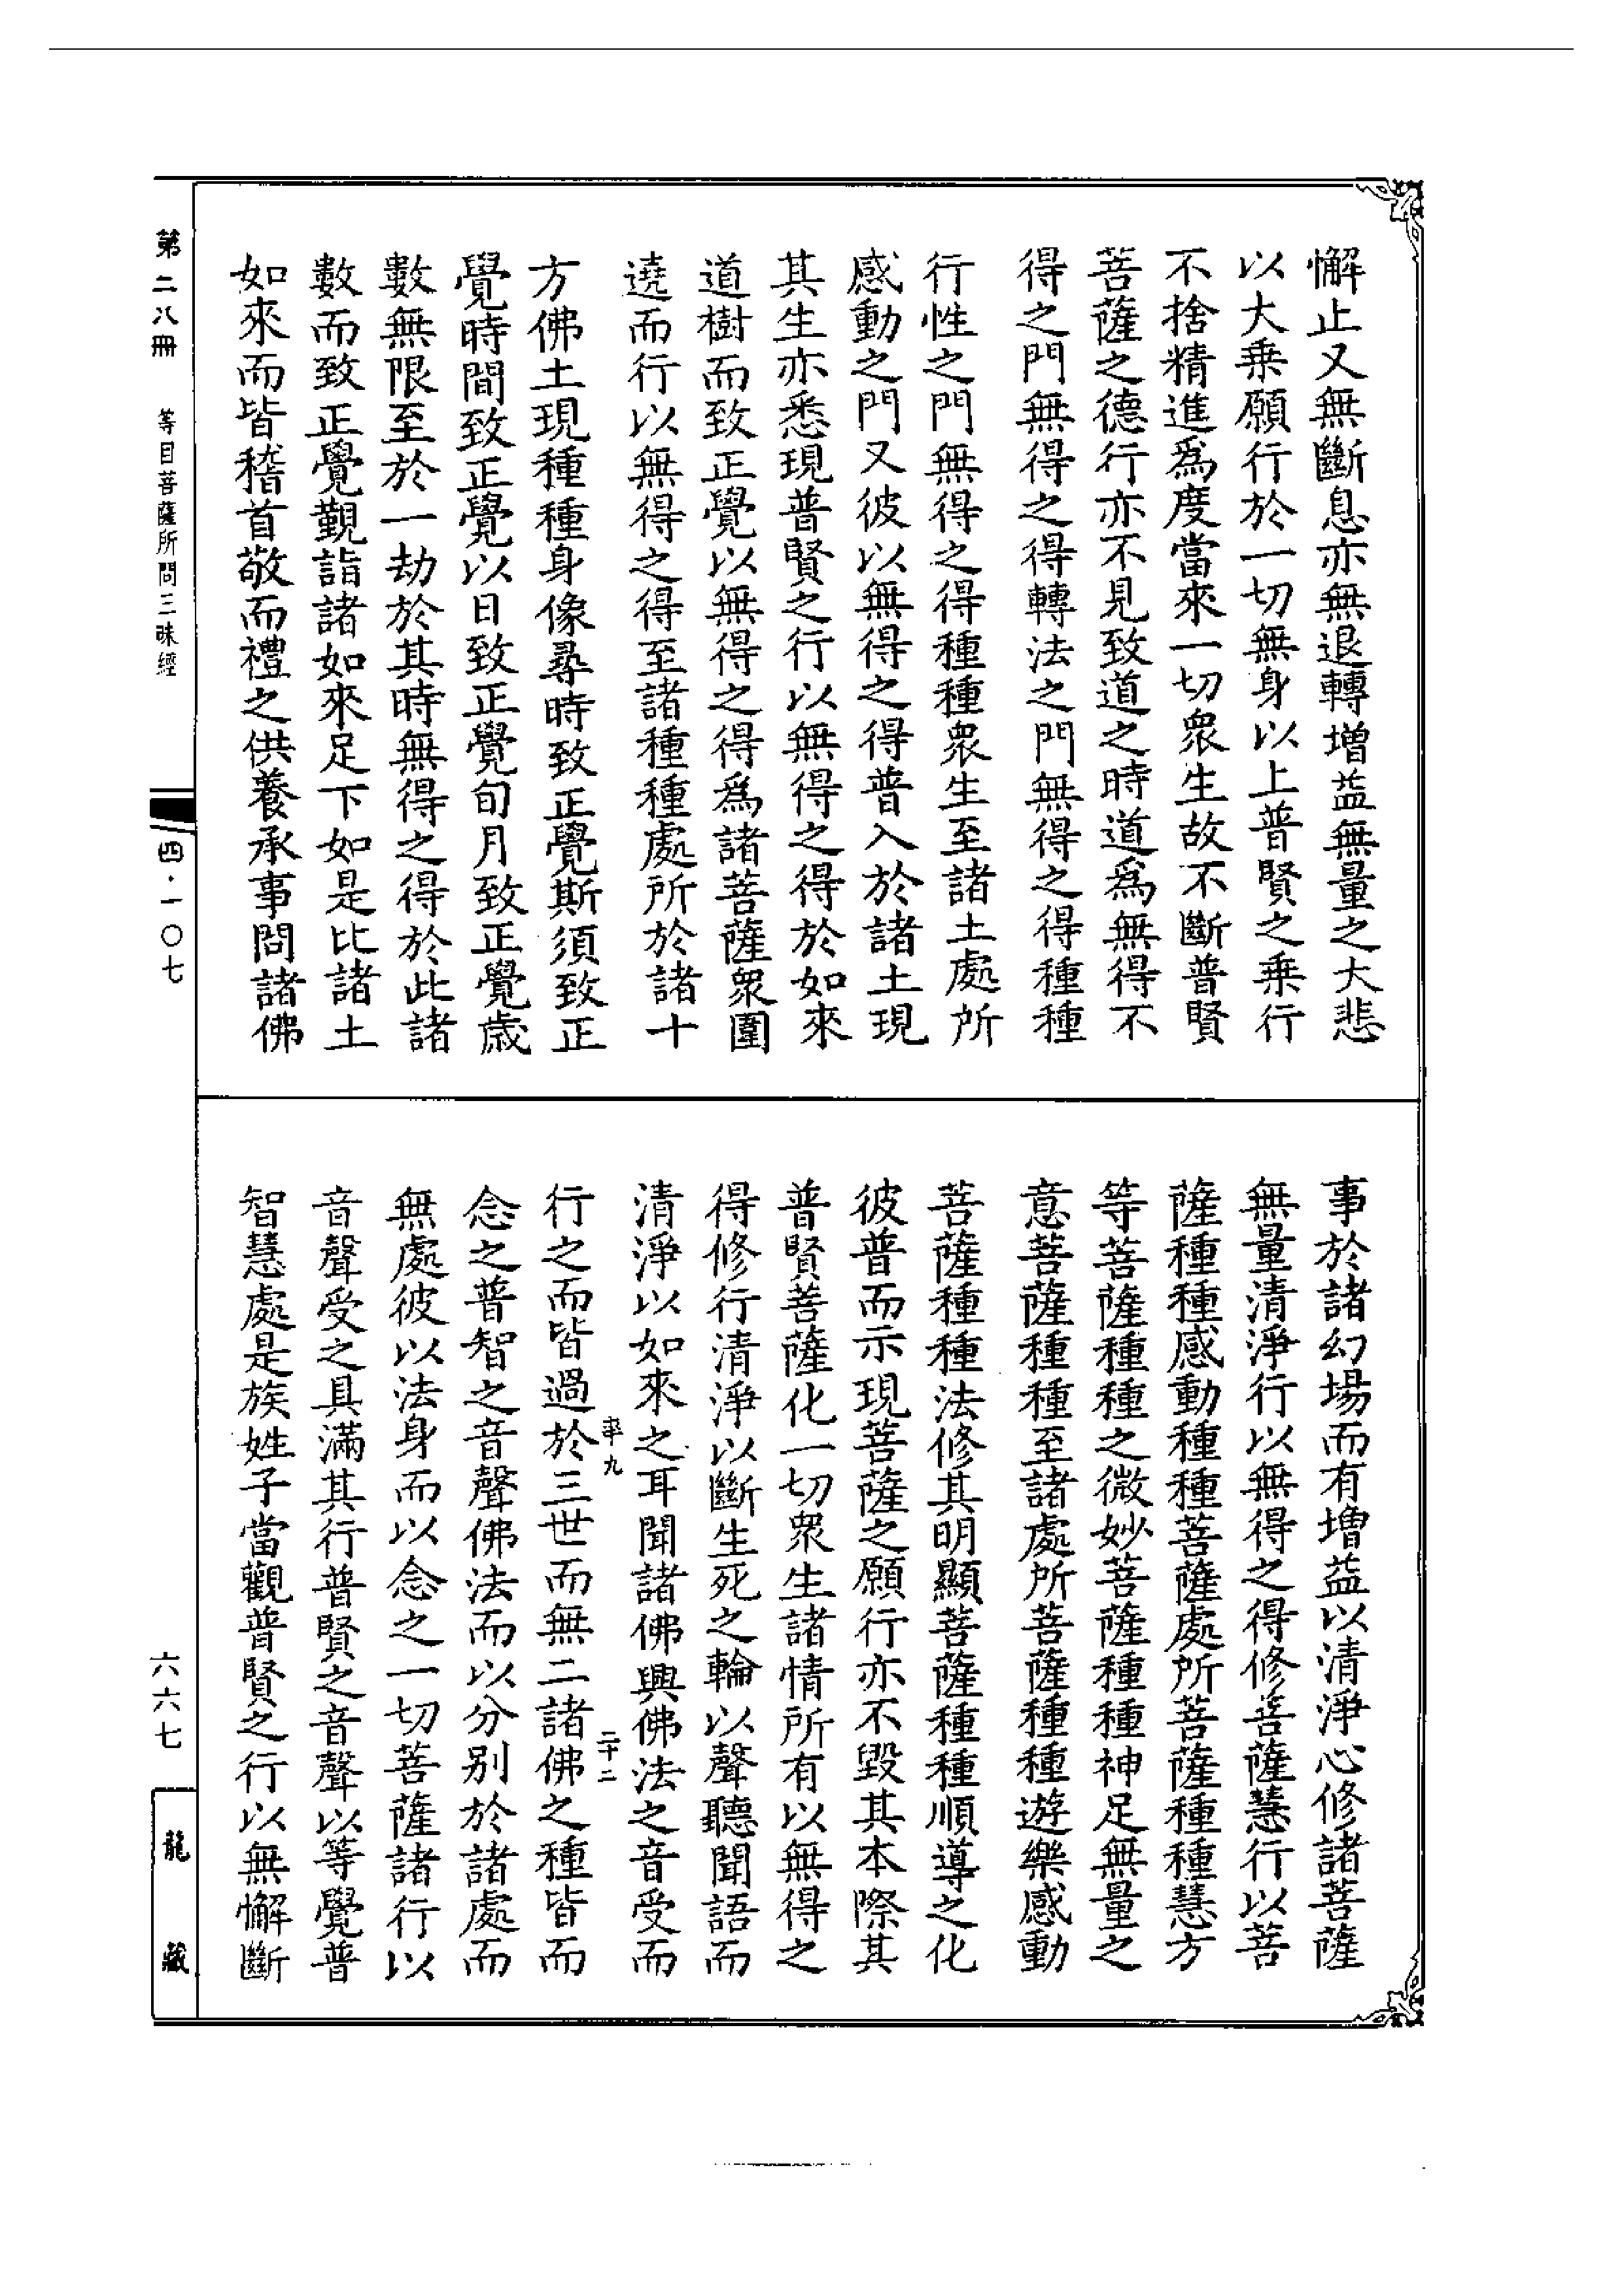 懈止又無斷息亦無退轉增益無量之大悲
以大乘願行於一切無身以上普賢之乘行
不捨精進爲度當來一切眾生故不斷普賢
菩薩之德行亦不見致道之時道爲無得不
得之門無得之得轉法之門無得之得種種
行性之門無得之得種種眾生至諸土處所
感動之門又彼以無得之得普入於諸土現
其生亦悉現普賢之行以無得之得於如來
道樹而致正覺以無得之得爲諸菩薩眾圍
遶而行以無得之得至諸種種處所於諸十
方佛土現種種身像尋時致正覺斯須致正
覺時間致正覺以日致正覺旬月致正覺歲
數無限至於一劫於其時無得之得於此諸
數而致正覺覲詣諸如來足下如是比諸土
如來而皆稽首敬而禮之供養承事問諸佛
事於諸幻場而有增益以清淨心修諸菩薩
無量清淨行以無得之得修菩薩慧行以菩
薩種種感動種種菩薩處所菩薩種種慧方
等菩薩種種之微妙菩薩種種神足無量之
意菩薩種種至諸處所菩薩種種遊樂感動
菩薩種種法修其明顯菩薩種種順導之化
彼普而示現菩薩之願行亦不毀其本際其
普賢菩薩化一切眾生諸情所有以無得之
得修行清淨以斷生死之輪以聲聽聞語而
清淨以如來之耳聞諸佛興佛法之音受而
率九
二十二
行之而皆過於三世而無二諸佛之種皆而
念之普智之音聲佛法而以分別於諸處而
無處彼以法身而以念之一切菩薩諸行以
音聲受之具滿其行普賢之音聲以等覺普
智慧處是族姓子當觀普賢之行以無懈斷
第二八冊
等目菩薩所問三昧經
四·一〇七
六六七
龍藏